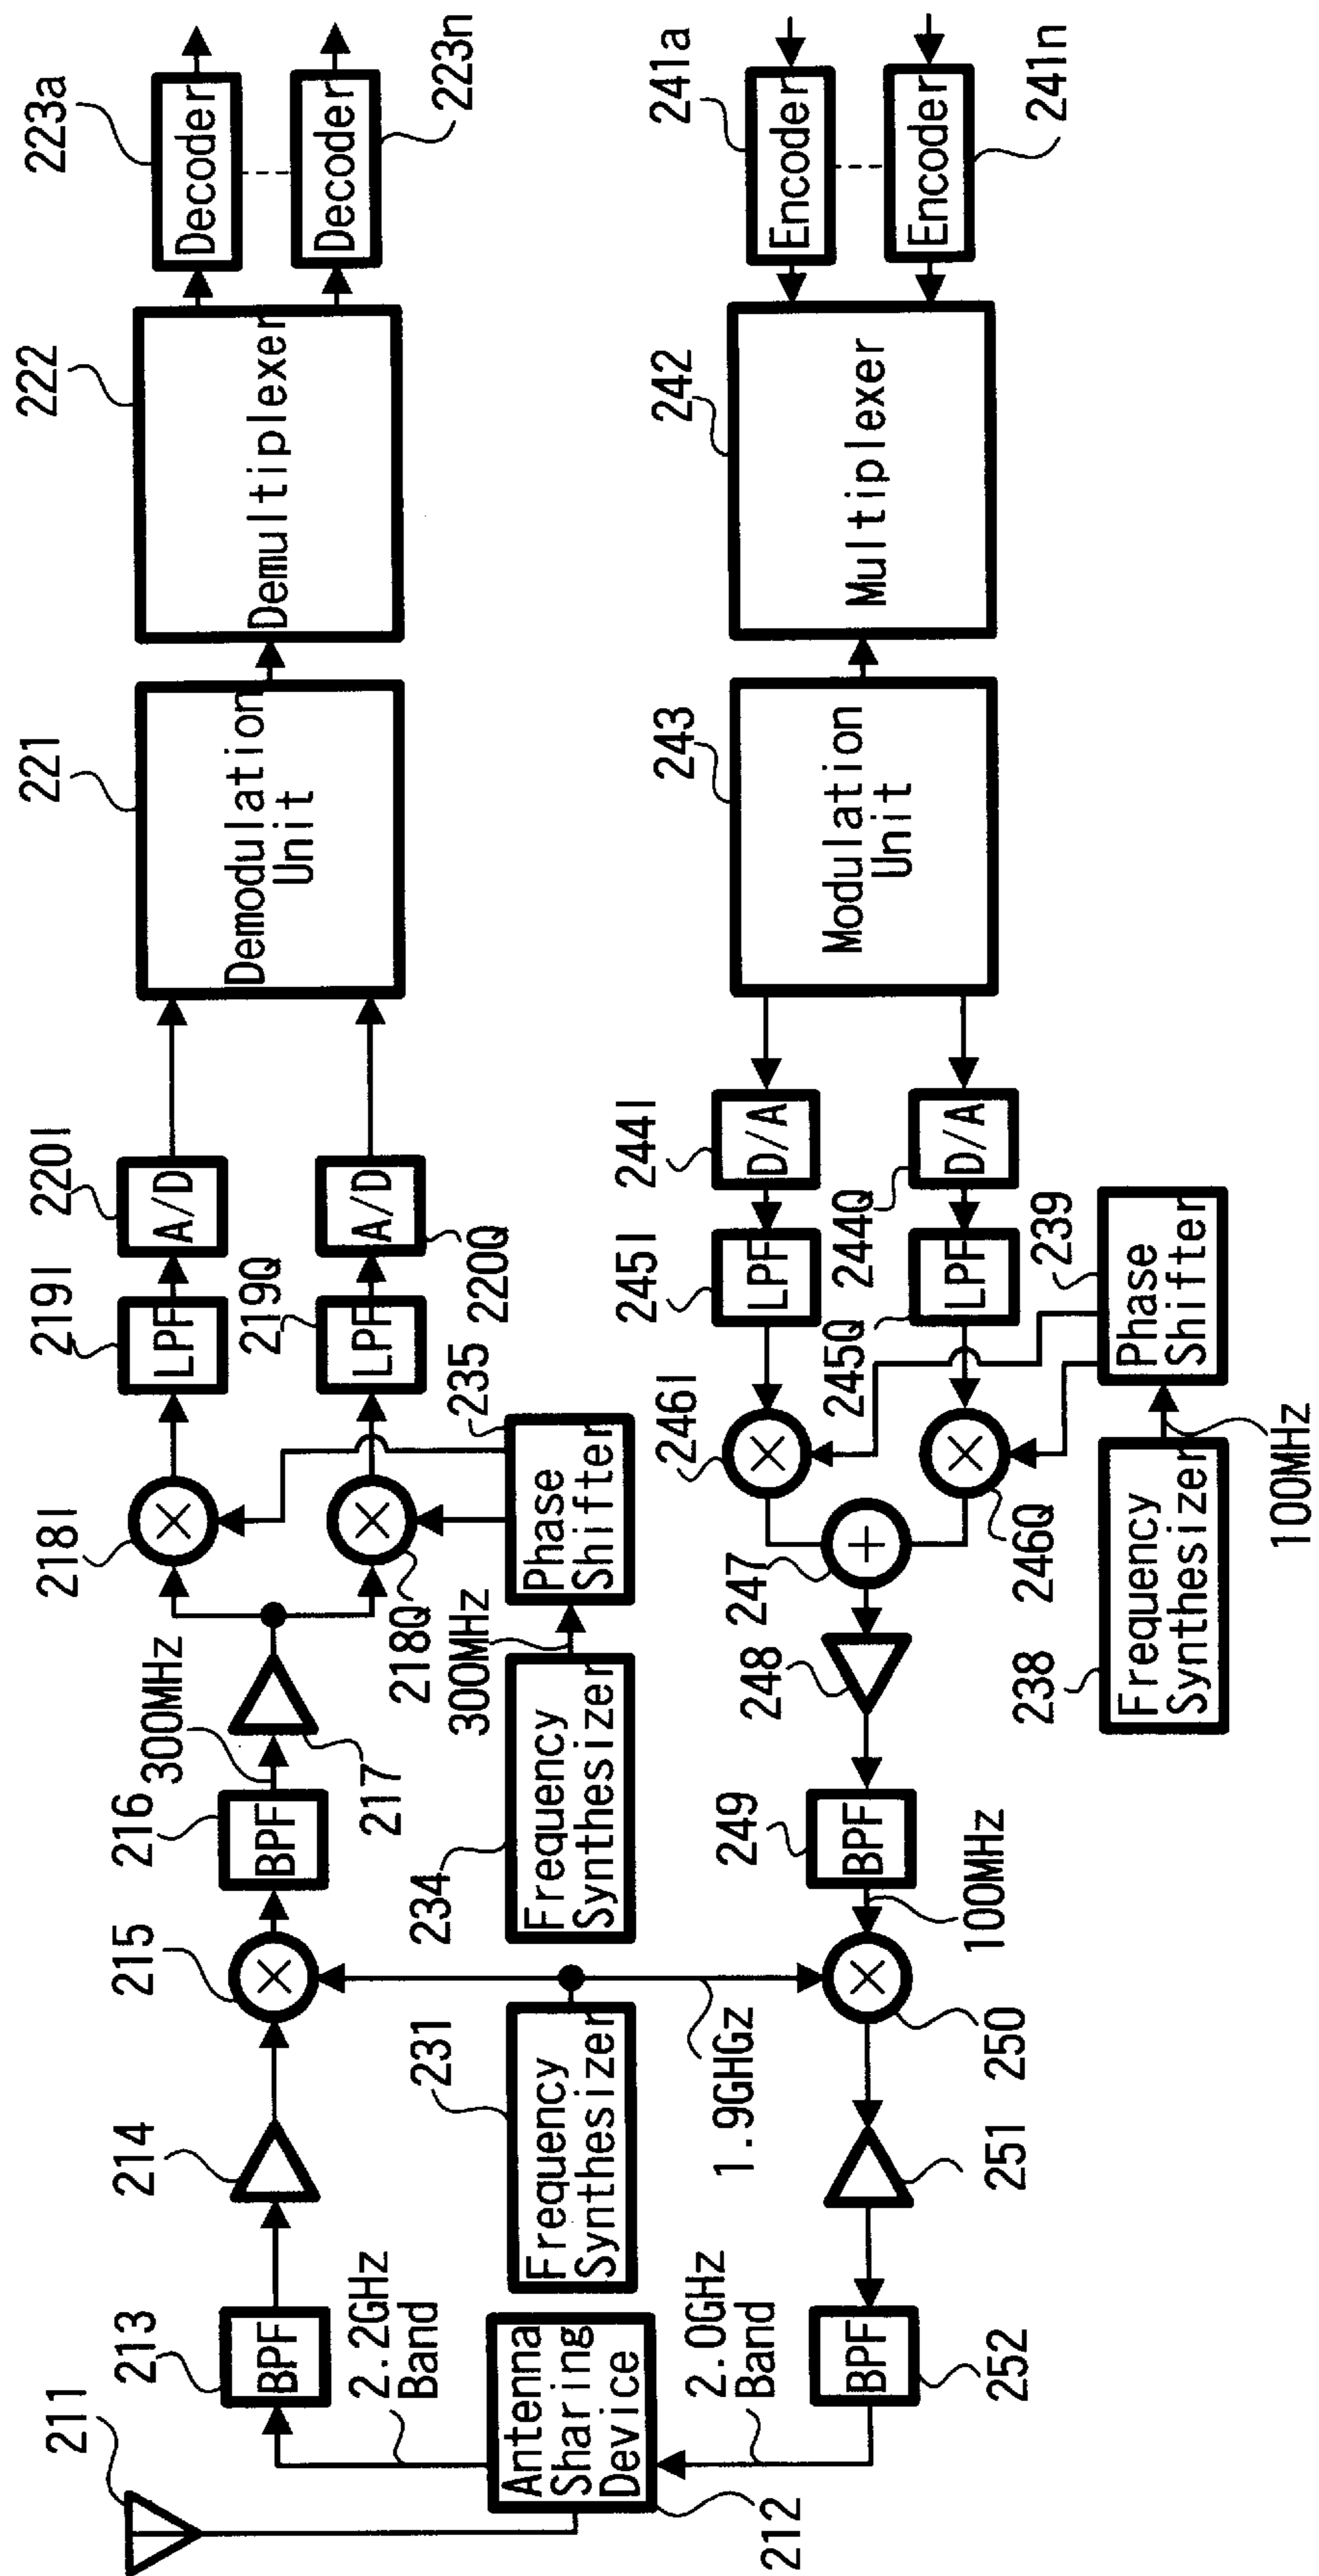 211
213
BPF
2.2GHz
Band
214
215
216
BPF
300MHz
217
218I
218Q
219I
LPF
219Q
LPF
220I
A/D
220Q
A/D
221
Demodulation
Unit
222
Demultiplexer
223a
Decoder
Decoder
223n
Antenna
Sharing
Device
212
231
Frequency
Synthesizer
1.9GHGz
234
Frequency
Synthesizer
300MHz
Phase
Shifter
235
2.0GHz
Band
BPF
252
251
250
249
BPF
100MHz
248
247
246I
246Q
245I
LPF
245Q
LPF
244I
D/A
244Q
D/A
243
Modulation
Unit
242
Multiplexer
241a
Encoder
Encoder
241n
238
Frequency
Synthesizer
100MHz
Phase
Shifter
239